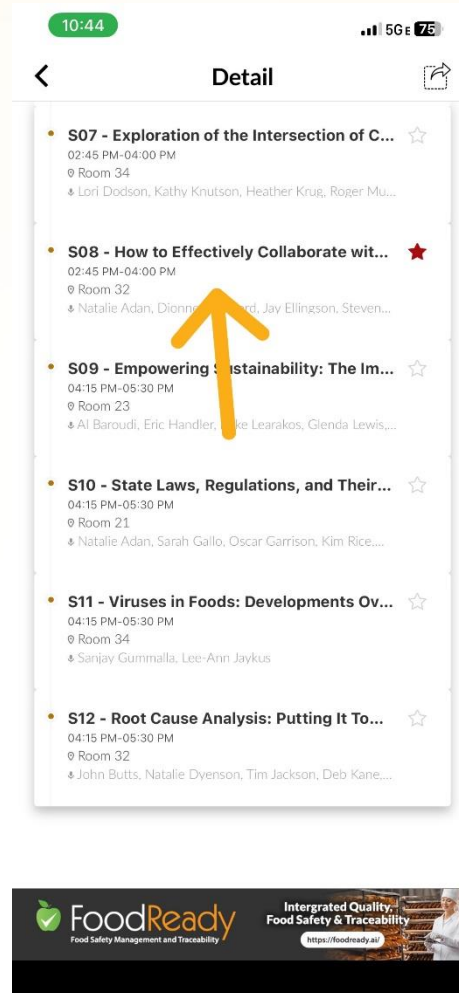 10:44
5GE 75
Detail
S07 - Exploration of the Intersection of C...
02:45 PM-04:00 PM
Room 34
Lori Dodson, Kathy Knutson, Heather Krug, Roger Mu...
S08 - How to Effectively Collaborate wit...
02:45 PM-04:00 PM
Room 32
Natalie Adan, rd, Jay Ellingson, Steven...
S09 - Empowering Sustainability: The Im...
04:15 PM-05:30 PM
Room 23
Al Baroudi, Eric Handler, ke Learakos, Glenda Lewis,...
S10 - State Laws, Regulations, and Their...
04:15 PM-05:30 PM
Room 21
Natalie Adan, Sarah Gallo, Oscar Garrison, Kim Rice,...
S11 - Viruses in Foods: Developments Ov...
04:15 PM-05:30 PM
Room 34
Sanjay Gummalla, Lee-Ann Jaykus
S12 - Root Cause Analysis: Putting It To...
04:15 PM-05:30 PM
Room 32
John Butts, Natalie Dyenson, Tim Jackson, Deb Kane,...
FoodReady
Food Safety Management and Traceability
Intergrated Quality,
Food Safety & Traceability
https://foodready.ai/